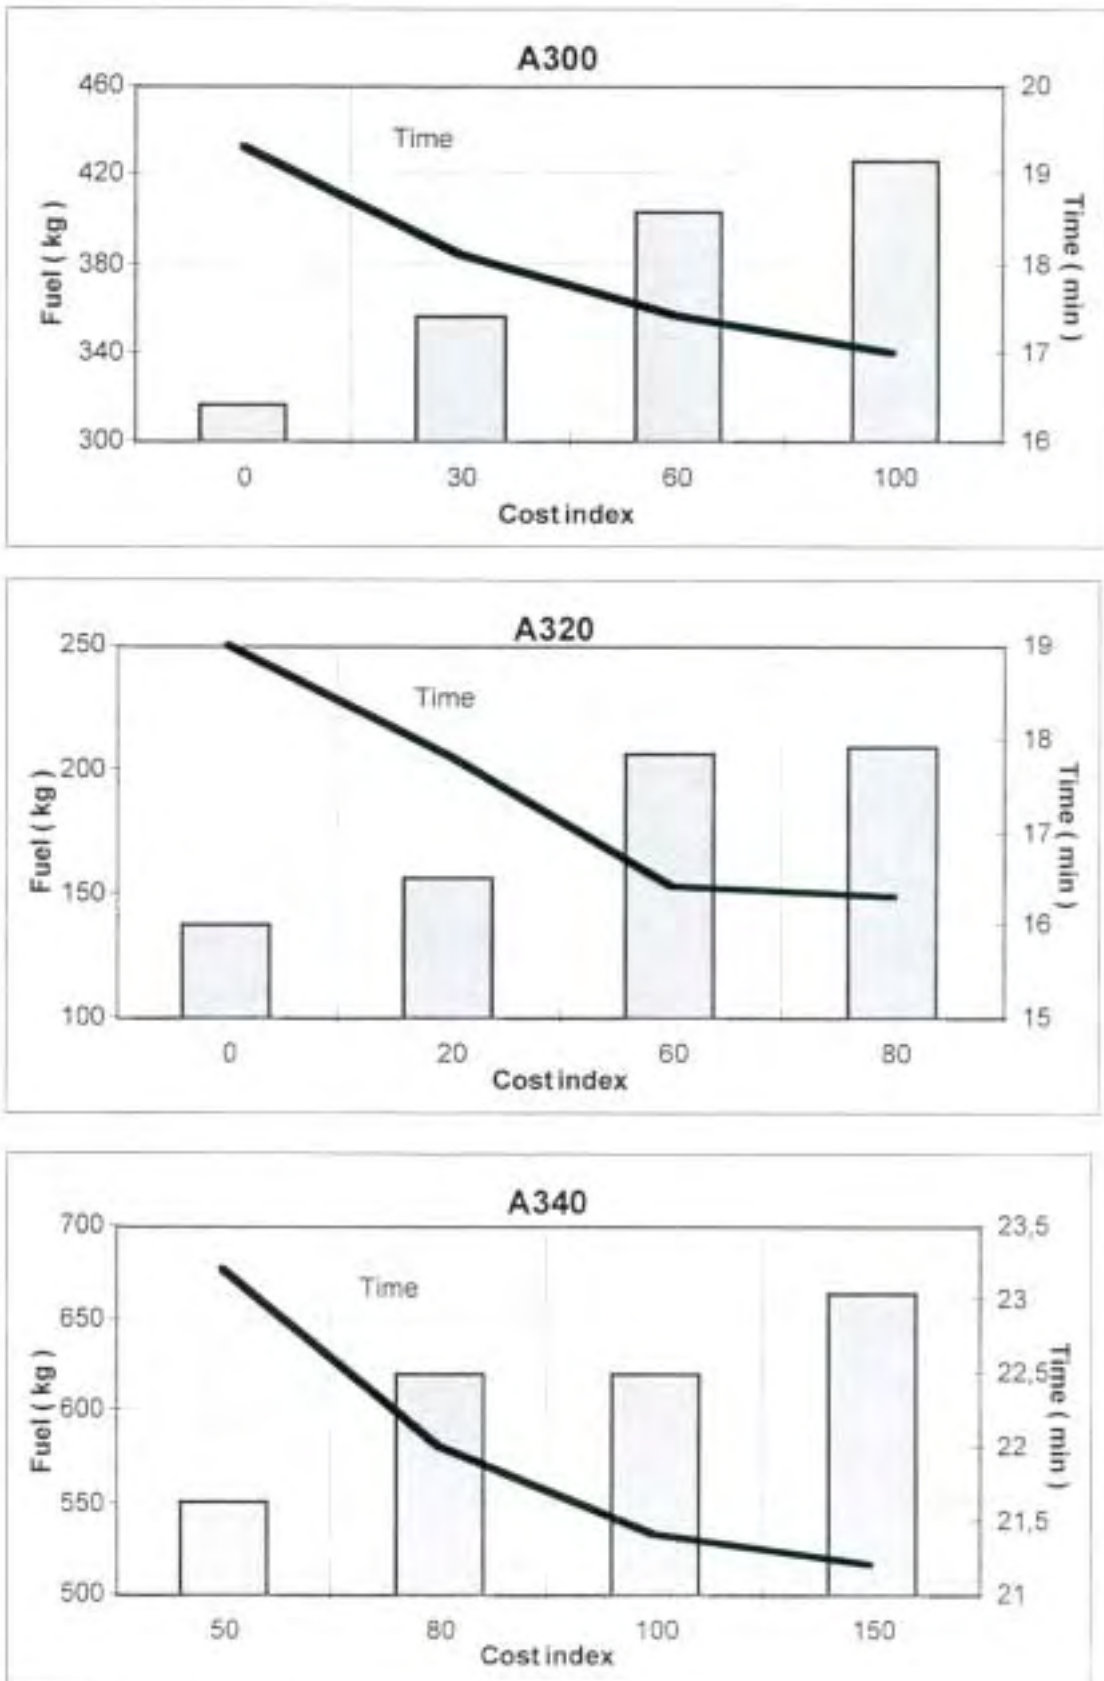 A300
460 20
Time
420 19
380 18
340 17
300 16
Fuel ( kg )
Time ( min )
0 30 60 100
Cost index
A320
250 19
Time
18
200
17
150
16
100 15
Fuel ( kg )
Time ( min )
0 20 60 80
Cost index
A340
700 23,5
Time
650 23
22,5
600
22
550
21,5
500 21
Fuel ( kg )
Time ( min )
50 80 100 150
Cost index